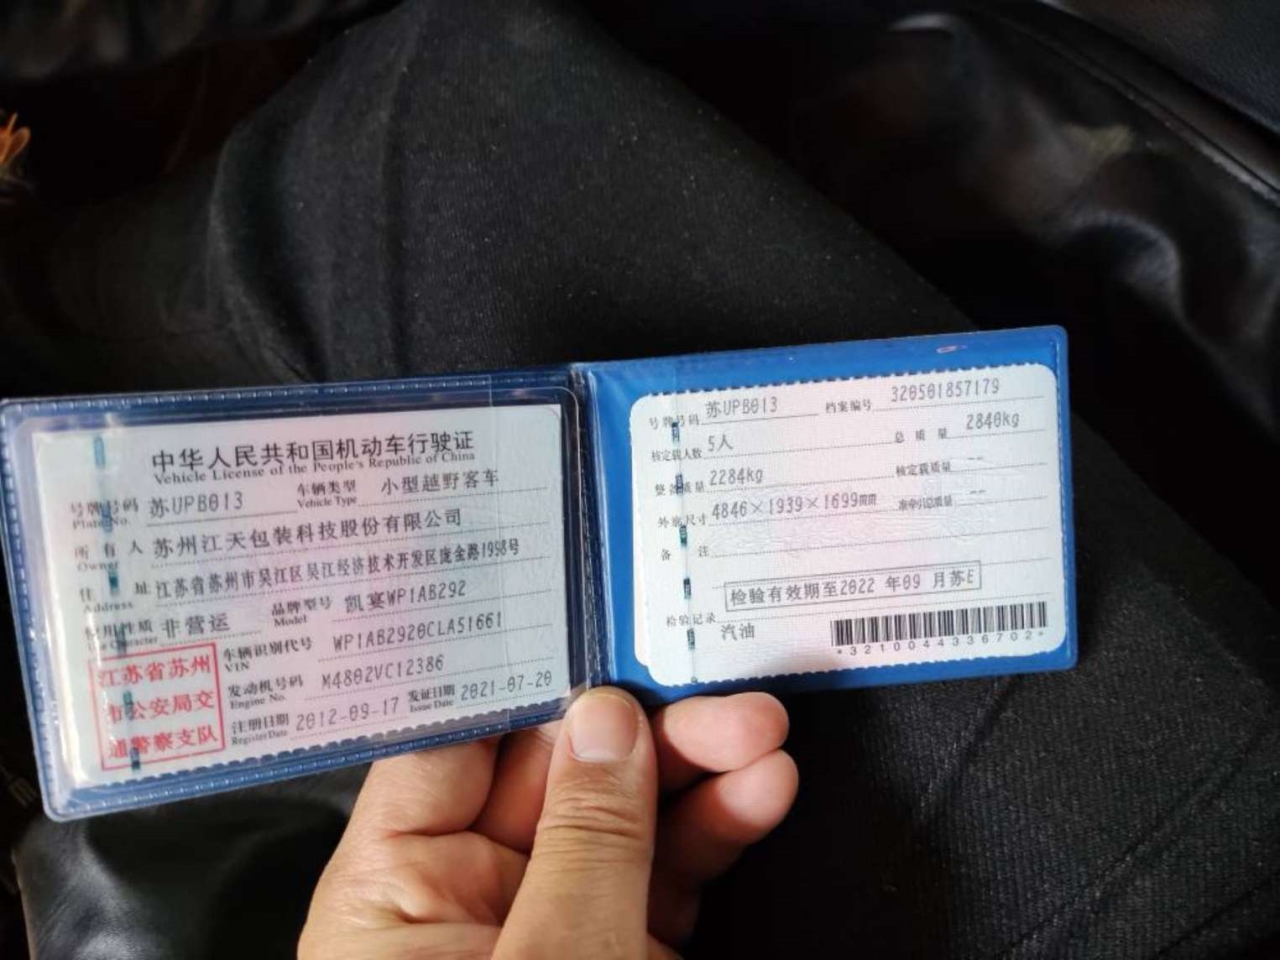 中华人民共和国机动车行驶证
Vehicle License of the People's Republic of China
号牌号码 苏UPB013 车辆类型 小型越野客车
Plate No. Vehicle Type
所有人 苏州江天包装科技股份有限公司
Owner
住址 江苏省苏州市吴江区吴江经济技术开发区庞金路1998号
Address
使用性质 非营运 品牌型号 凯宴WP1AB292
Use Character Model
车辆识别代号 WP1AB2920CLA51661
VIN
发动机号码 M4802VC12386
Engine No.
注册日期 2012-09-17 发证日期 2021-07-20
Register Date Issue Date
江苏省苏州
市公安局交
通警察支队
号牌号码 苏UPB013 档案编号 320501857179
核定载人数 5人 总质量 2840kg
整备质量 2284kg 核定载质量 --
外廓尺寸 4846×1939×1699mm 准牵引总质量 --
备注
检验有效期至2022年09月苏E
检验记录
汽油
*3210044336702*